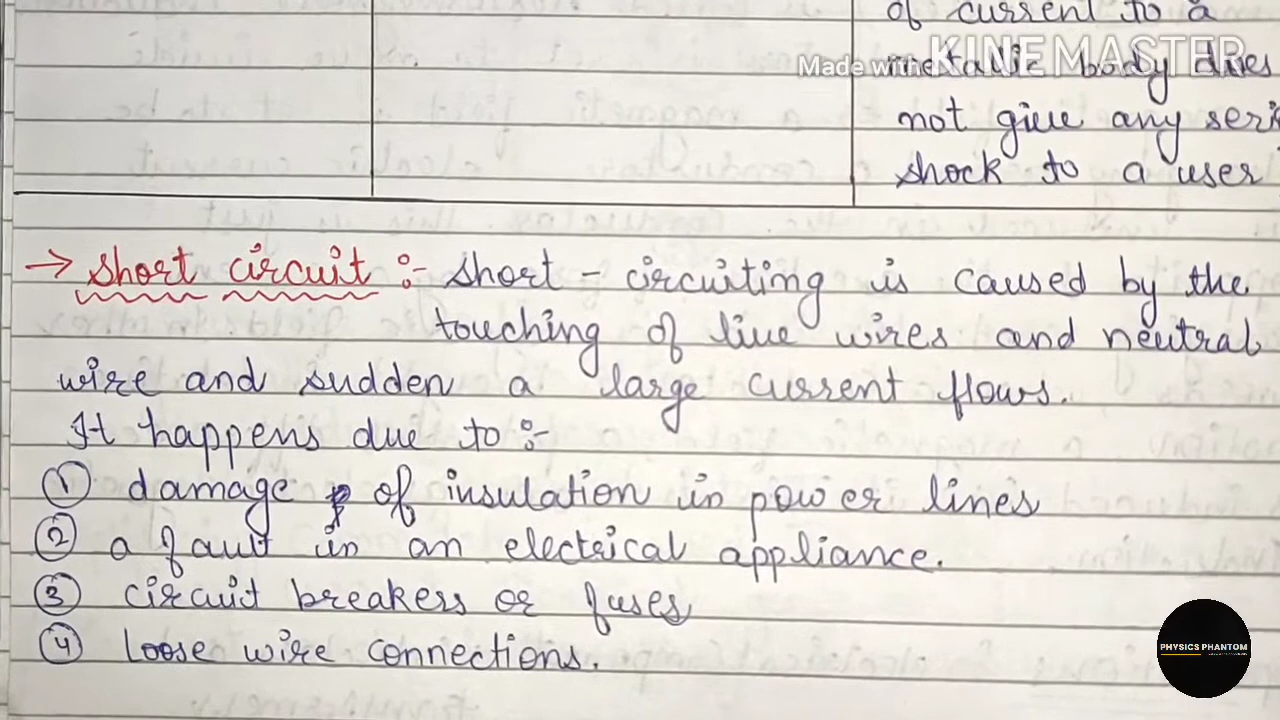 of current to a
metallic body does
Made with KINEMASTER
not give any seri
shock to a user
→ Short circuit :- Short - circuiting is caused by the
touching of live wires and neutral
wire and sudden a large current flows.
It happens due to :-
① damage of insulation in power lines
② a fault in an electrical appliance.
③ circuit breakers or fuses
④ loose wire connections.
PHYSICS PHANTOM